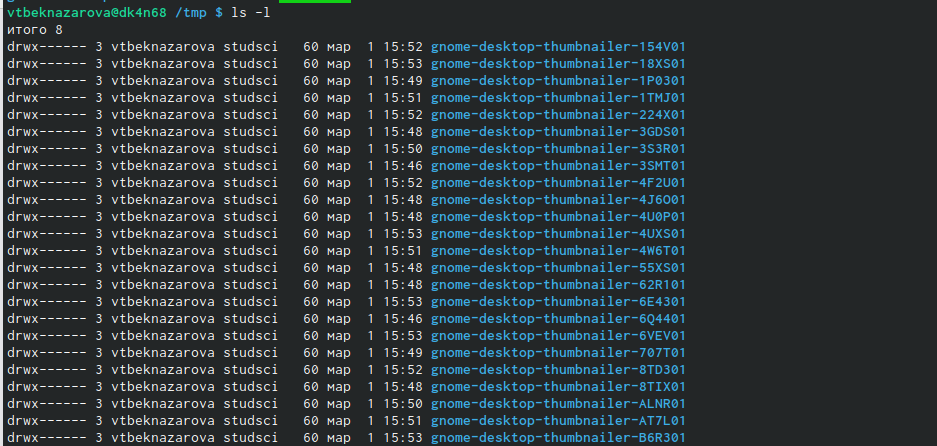 vtbeknazarova@dk4n68 /tmp $ ls -l
итого 8
drwx------ 3 vtbeknazarova studsci   60 мар  1 15:52 gnome-desktop-thumbnailer-154V01
drwx------ 3 vtbeknazarova studsci   60 мар  1 15:53 gnome-desktop-thumbnailer-18XS01
drwx------ 3 vtbeknazarova studsci   60 мар  1 15:49 gnome-desktop-thumbnailer-1P0301
drwx------ 3 vtbeknazarova studsci   60 мар  1 15:51 gnome-desktop-thumbnailer-1TMJ01
drwx------ 3 vtbeknazarova studsci   60 мар  1 15:52 gnome-desktop-thumbnailer-224X01
drwx------ 3 vtbeknazarova studsci   60 мар  1 15:48 gnome-desktop-thumbnailer-3GDS01
drwx------ 3 vtbeknazarova studsci   60 мар  1 15:50 gnome-desktop-thumbnailer-3S3R01
drwx------ 3 vtbeknazarova studsci   60 мар  1 15:46 gnome-desktop-thumbnailer-3SMT01
drwx------ 3 vtbeknazarova studsci   60 мар  1 15:52 gnome-desktop-thumbnailer-4F2U01
drwx------ 3 vtbeknazarova studsci   60 мар  1 15:48 gnome-desktop-thumbnailer-4J6O01
drwx------ 3 vtbeknazarova studsci   60 мар  1 15:48 gnome-desktop-thumbnailer-4U0P01
drwx------ 3 vtbeknazarova studsci   60 мар  1 15:53 gnome-desktop-thumbnailer-4UXS01
drwx------ 3 vtbeknazarova studsci   60 мар  1 15:51 gnome-desktop-thumbnailer-4W6T01
drwx------ 3 vtbeknazarova studsci   60 мар  1 15:48 gnome-desktop-thumbnailer-55XS01
drwx------ 3 vtbeknazarova studsci   60 мар  1 15:48 gnome-desktop-thumbnailer-62R101
drwx------ 3 vtbeknazarova studsci   60 мар  1 15:53 gnome-desktop-thumbnailer-6E4301
drwx------ 3 vtbeknazarova studsci   60 мар  1 15:46 gnome-desktop-thumbnailer-6Q4401
drwx------ 3 vtbeknazarova studsci   60 мар  1 15:53 gnome-desktop-thumbnailer-6VEV01
drwx------ 3 vtbeknazarova studsci   60 мар  1 15:49 gnome-desktop-thumbnailer-707T01
drwx------ 3 vtbeknazarova studsci   60 мар  1 15:52 gnome-desktop-thumbnailer-8TD301
drwx------ 3 vtbeknazarova studsci   60 мар  1 15:48 gnome-desktop-thumbnailer-8TIX01
drwx------ 3 vtbeknazarova studsci   60 мар  1 15:50 gnome-desktop-thumbnailer-ALNR01
drwx------ 3 vtbeknazarova studsci   60 мар  1 15:51 gnome-desktop-thumbnailer-AT7L01
drwx------ 3 vtbeknazarova studsci   60 мар  1 15:53 gnome-desktop-thumbnailer-B6R301